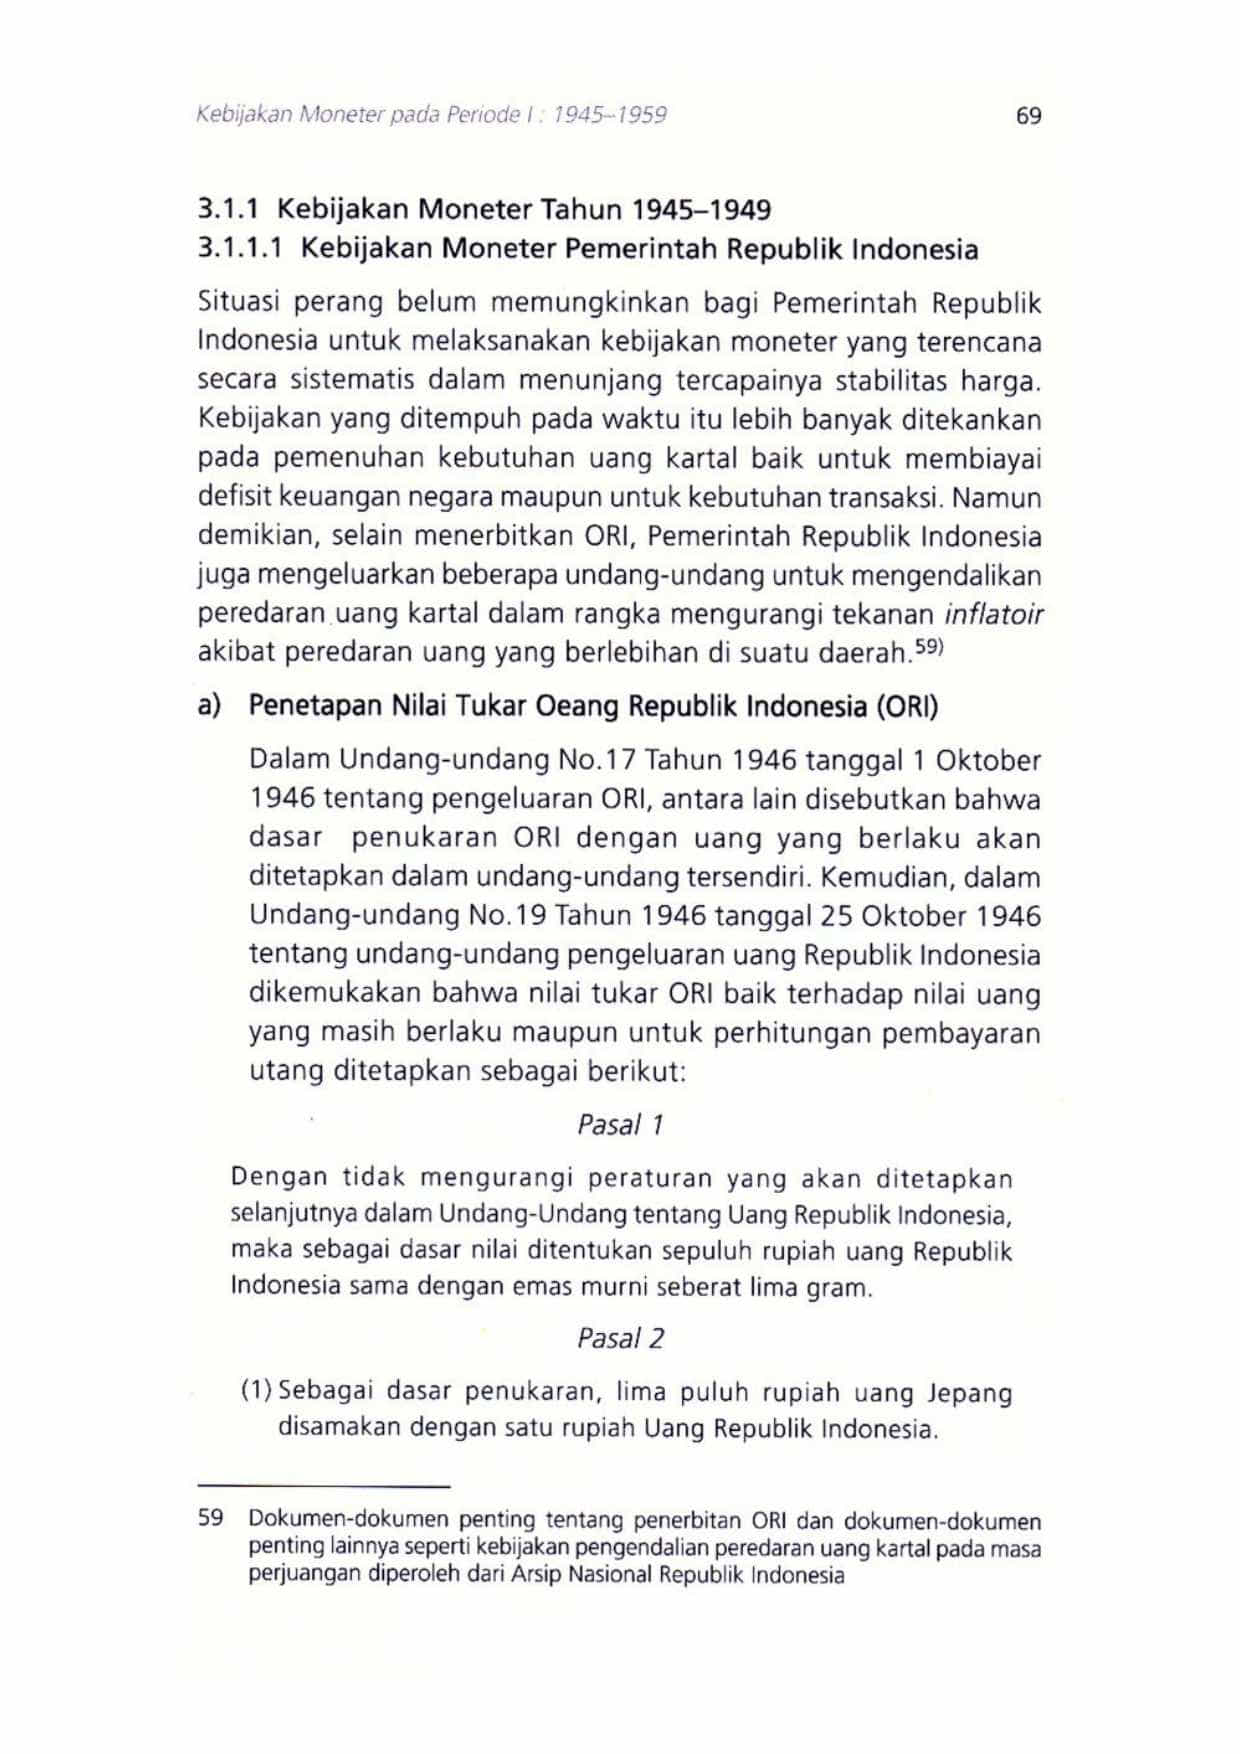 Kebijakan Moneter pada Periode I : 1945–1959
69
3.1.1 Kebijakan Moneter Tahun 1945–1949
3.1.1.1 Kebijakan Moneter Pemerintah Republik Indonesia
Situasi perang belum memungkinkan bagi Pemerintah Republik
Indonesia untuk melaksanakan kebijakan moneter yang terencana
secara sistematis dalam menunjang tercapainya stabilitas harga.
Kebijakan yang ditempuh pada waktu itu lebih banyak ditekankan
pada pemenuhan kebutuhan uang kartal baik untuk membiayai
defisit keuangan negara maupun untuk kebutuhan transaksi. Namun
demikian, selain menerbitkan ORI, Pemerintah Republik Indonesia
juga mengeluarkan beberapa undang-undang untuk mengendalikan
peredaran uang kartal dalam rangka mengurangi tekanan inflatoir
akibat peredaran uang yang berlebihan di suatu daerah.59)
a) Penetapan Nilai Tukar Oeang Republik Indonesia (ORI)
Dalam Undang-undang No.17 Tahun 1946 tanggal 1 Oktober
1946 tentang pengeluaran ORI, antara lain disebutkan bahwa
dasar penukaran ORI dengan uang yang berlaku akan
ditetapkan dalam undang-undang tersendiri. Kemudian, dalam
Undang-undang No.19 Tahun 1946 tanggal 25 Oktober 1946
tentang undang-undang pengeluaran uang Republik Indonesia
dikemukakan bahwa nilai tukar ORI baik terhadap nilai uang
yang masih berlaku maupun untuk perhitungan pembayaran
utang ditetapkan sebagai berikut:
Pasal 1
Dengan tidak mengurangi peraturan yang akan ditetapkan
selanjutnya dalam Undang-Undang tentang Uang Republik Indonesia,
maka sebagai dasar nilai ditentukan sepuluh rupiah uang Republik
Indonesia sama dengan emas murni seberat lima gram.
Pasal 2
(1) Sebagai dasar penukaran, lima puluh rupiah uang Jepang
disamakan dengan satu rupiah Uang Republik Indonesia.
59 Dokumen-dokumen penting tentang penerbitan ORI dan dokumen-dokumen
penting lainnya seperti kebijakan pengendalian peredaran uang kartal pada masa
perjuangan diperoleh dari Arsip Nasional Republik Indonesia